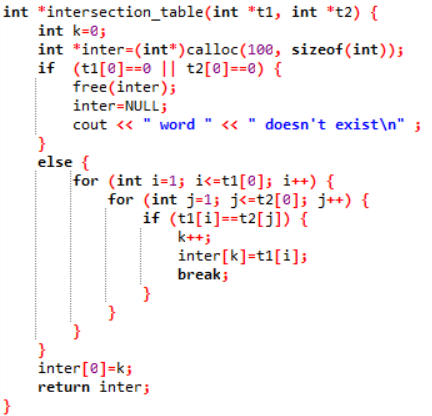 int *intersection_table(int *t1, int *t2) {
    int k=0;
    int *inter=(int*)calloc(100, sizeof(int));
    if  (t1[0]==0 || t2[0]==0) {
        free(inter);
        inter=NULL;
        cout << " word " << " doesn't exist\n" ;
    }
    else {
        for (int i=1; i<=t1[0]; i++) {
            for (int j=1; j<=t2[0]; j++) {
                if (t1[i]==t2[j]) {
                    k++;
                    inter[k]=t1[i];
                    break;
                }
            }
        }
    }
    inter[0]=k;
    return inter;
}